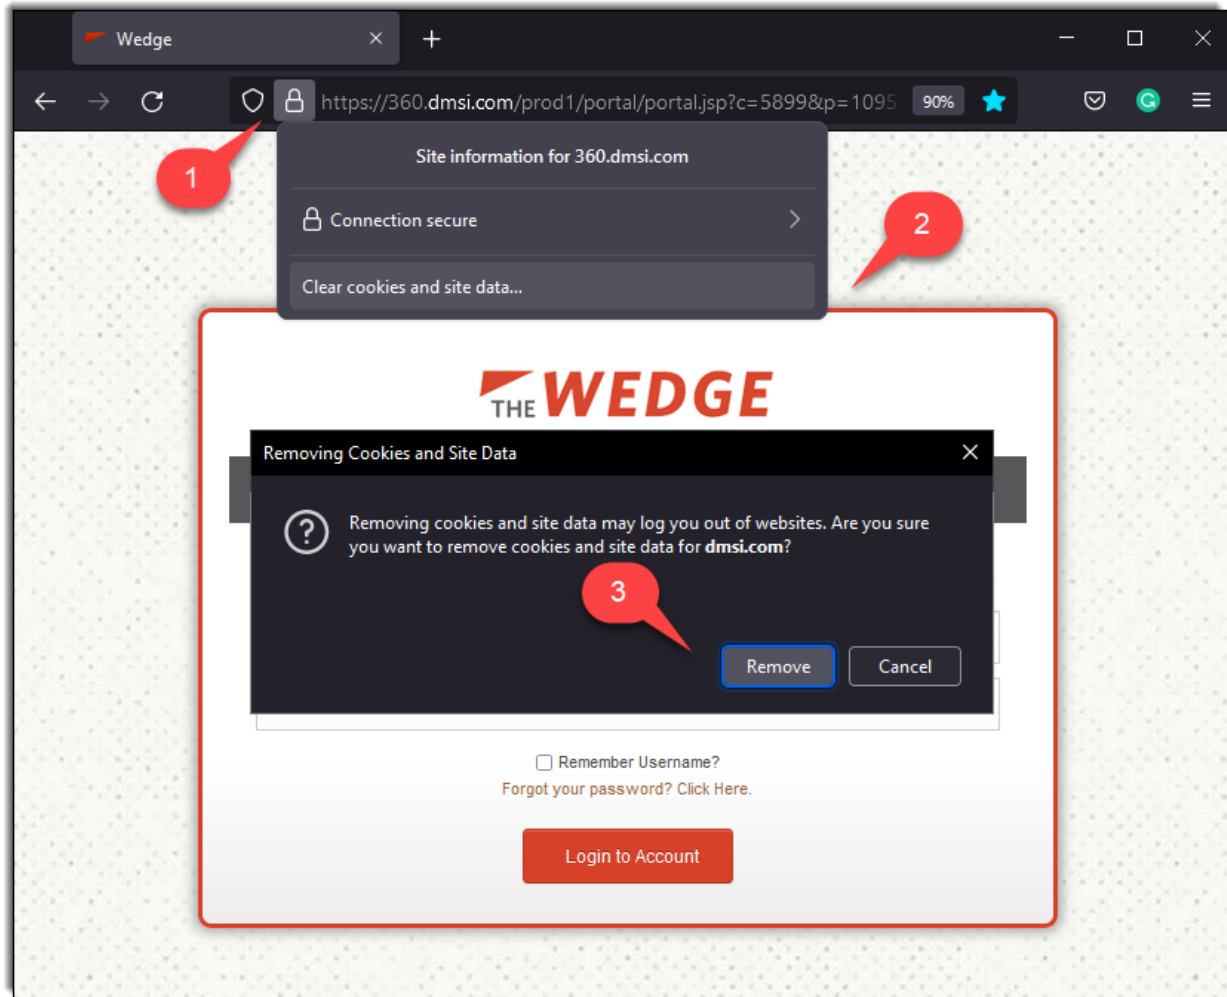 Wedge
https://360.dmsi.com/prod1/portal/portal.jsp?c=5899&p=1095
90%
1
Site information for 360.dmsi.com
Connection secure
2
Clear cookies and site data...
THE WEDGE
Removing Cookies and Site Data
Removing cookies and site data may log you out of websites. Are you sure
you want to remove cookies and site data for dmsi.com?
3
Remove
Cancel
Remember Username?
Forgot your password? Click Here.
Login to Account